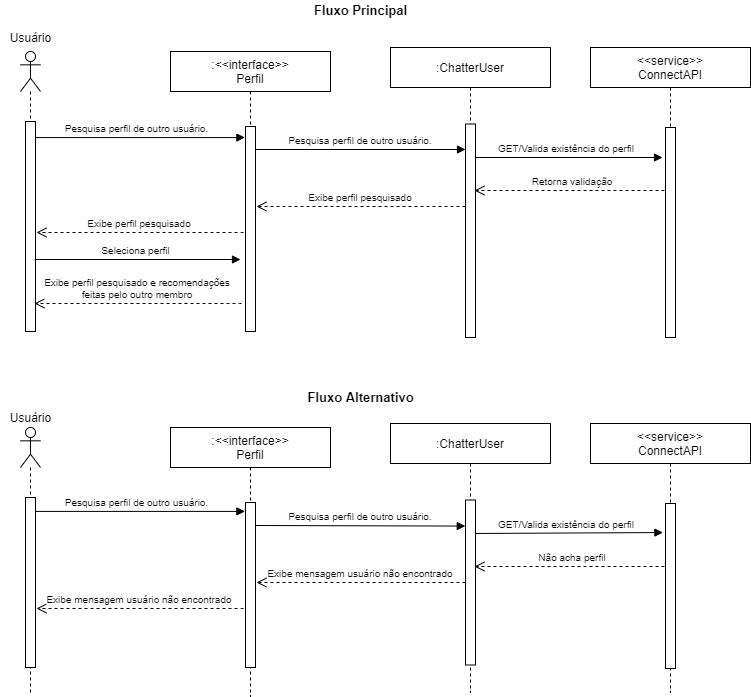 Fluxo Principal
Usuário
:<<interface>>
Perfil
:ChatterUser
<<service>>
ConnectAPI
Pesquisa perfil de outro usuário.
Pesquisa perfil de outro usuário.
GET/Valida existência do perfil
Retorna validação
Exibe perfil pesquisado
Exibe perfil pesquisado
Seleciona perfil
Exibe perfil pesquisado e recomendações
feitas pelo outro membro
Fluxo Alternativo
Usuário
:<<interface>>
Perfil
:ChatterUser
<<service>>
ConnectAPI
Pesquisa perfil de outro usuário.
Pesquisa perfil de outro usuário.
GET/Valida existência do perfil
Não acha perfil
Exibe mensagem usuário não encontrado
Exibe mensagem usuário não encontrado